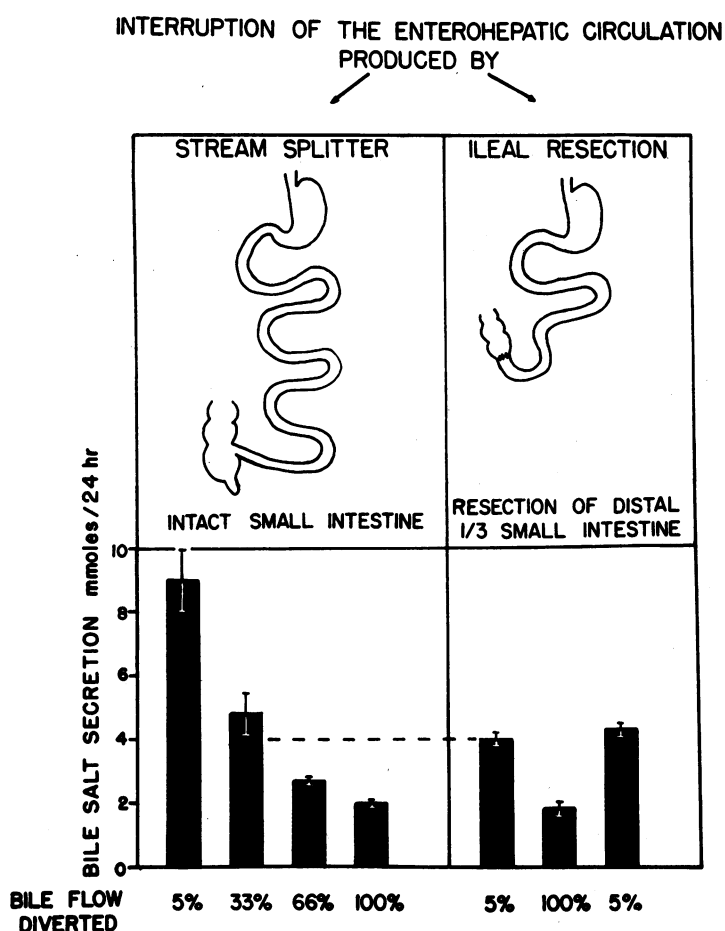 INTERRUPTION OF THE ENTEROHEPATIC CIRCULATION
PRODUCED BY
STREAM SPLITTER
ILEAL RESECTION
INTACT SMALL INTESTINE
RESECTION OF DISTAL
1/3 SMALL INTESTINE
BILE SALT SECRETION mmoles/24 hr
10
8
6
4
2
0
BILE FLOW
DIVERTED
5% 33% 66% 100% 5% 100% 5%